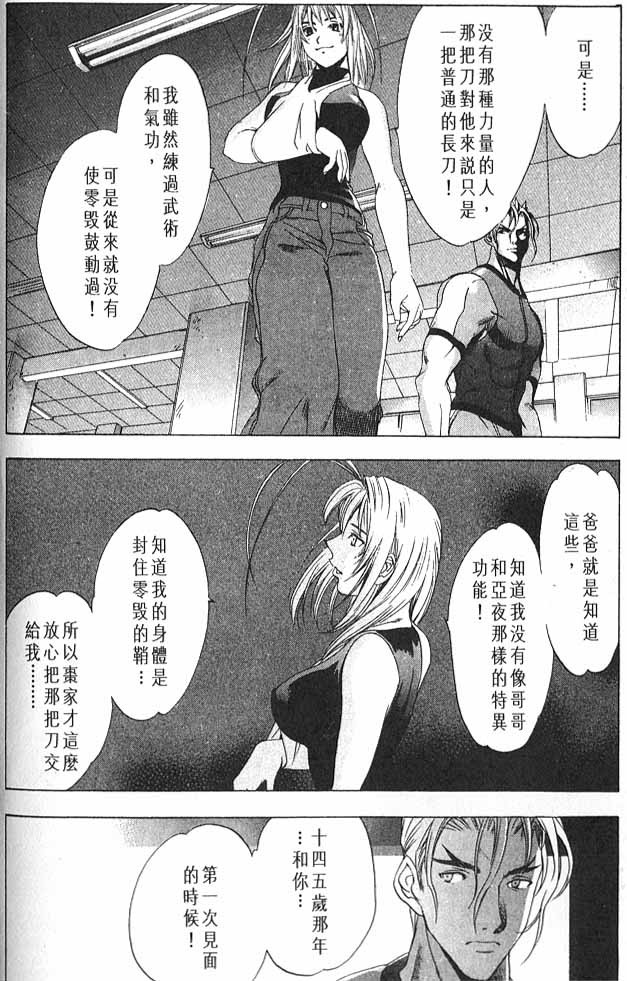 可是……
没有那種力量的人，
那把刀對他來説只是
一把普通的長刀！
我雖然練過武術
和氣功，
可是從來就没有
使零毀鼓動過！
爸爸就是知道
這些，
知道我没有像哥哥
和亞夜那樣的特異
功能！
知道我的身體是
封住零毀的鞘…
所以棗家才這麼
放心把那把刀交
給我………
十四五歲那年
…和你…
第一次見面
的時候！